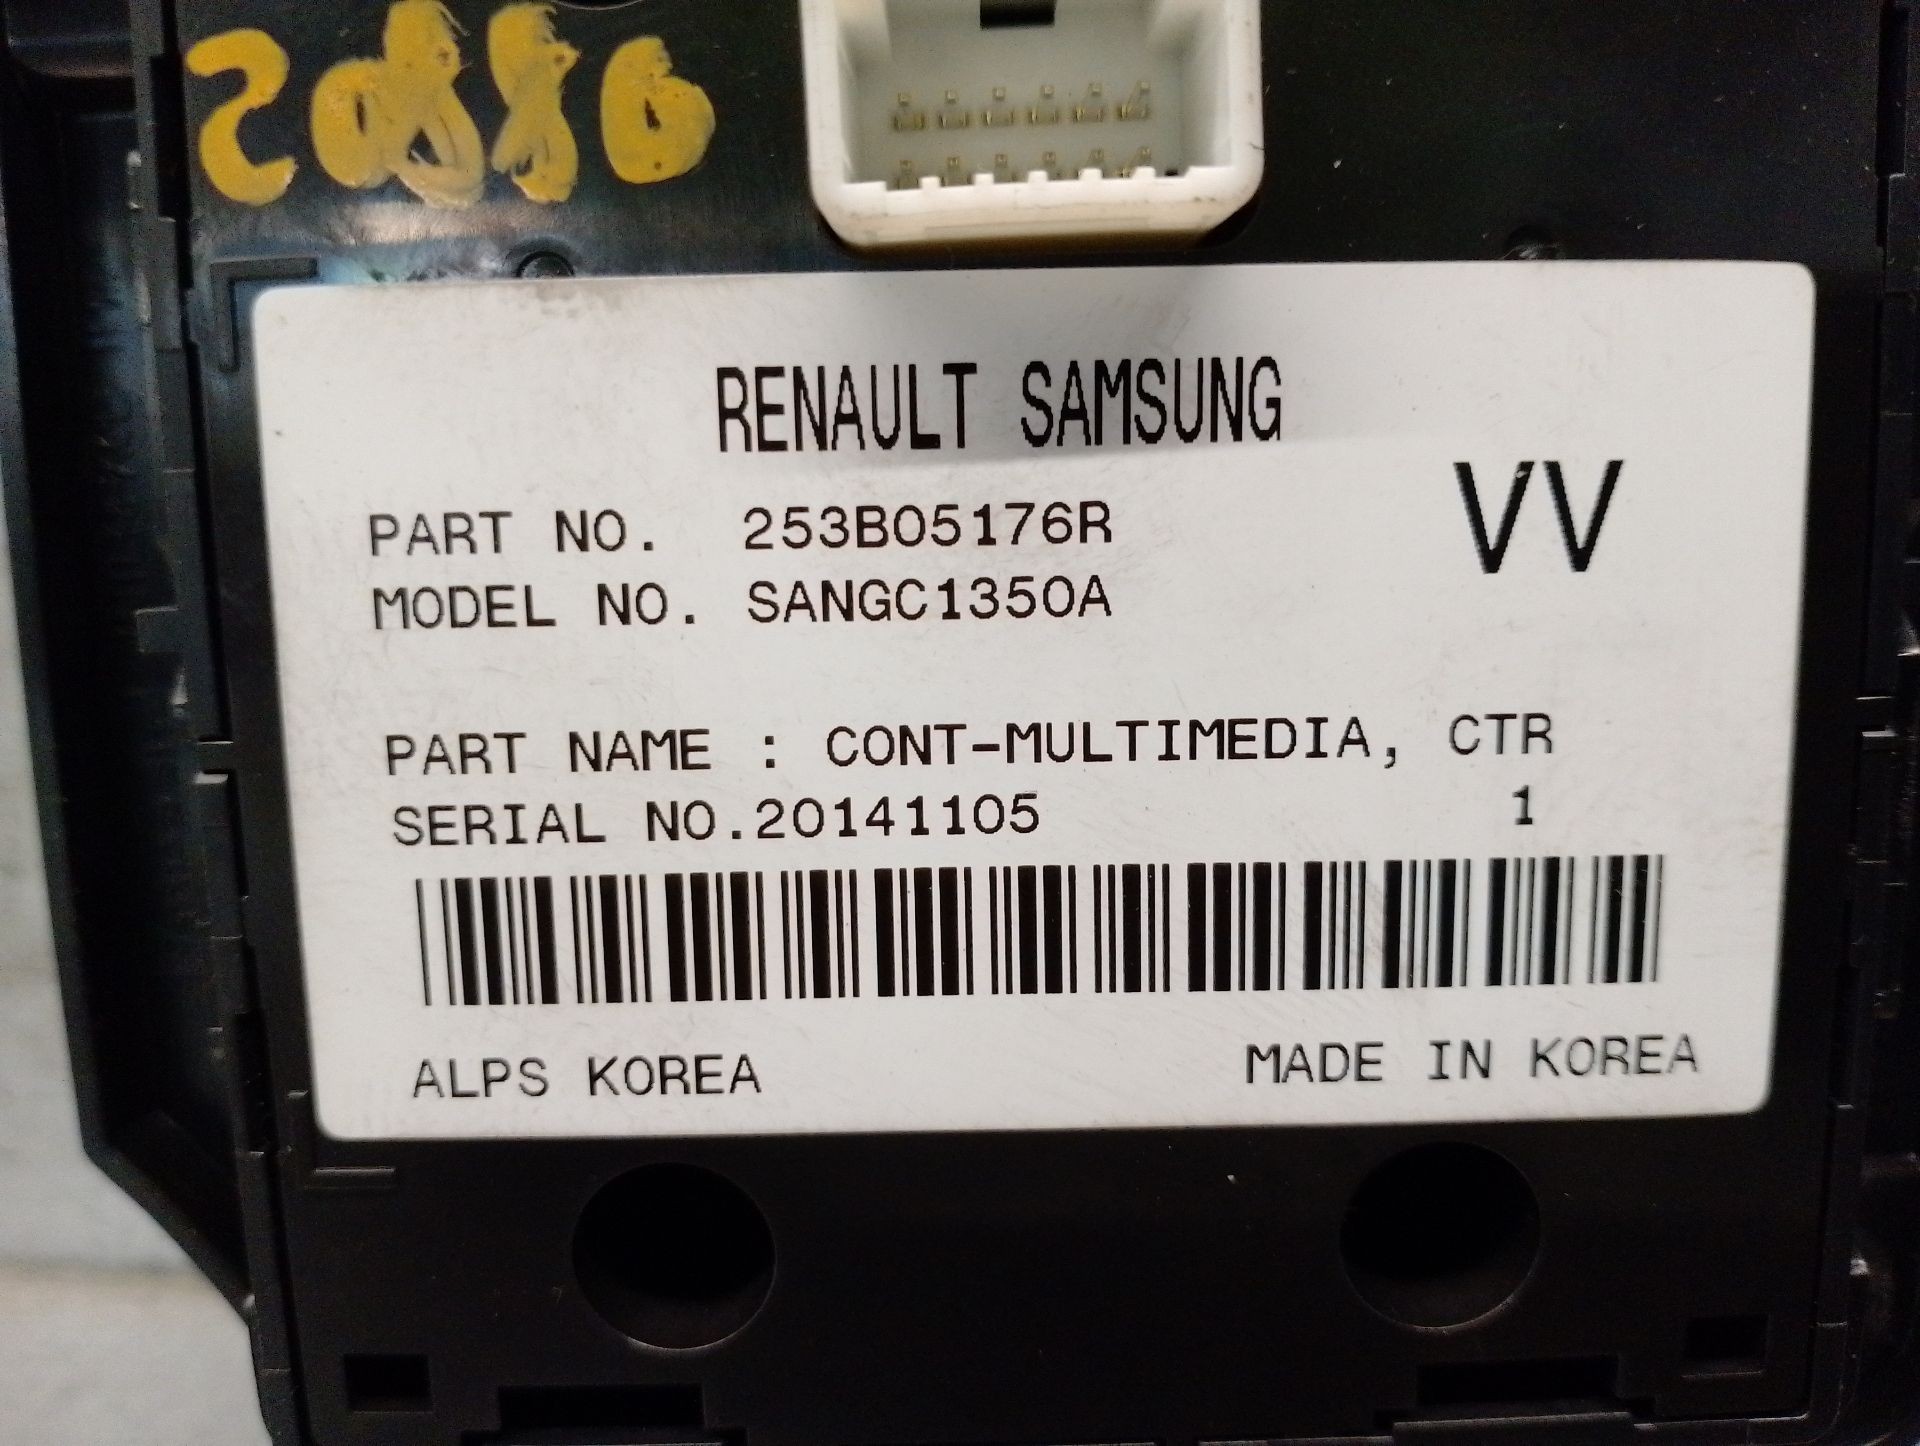 20880
RENAULT SAMSUNG
VV
PART NO. 253B05176R
MODEL NO. SANGC1350A
PART NAME : CONT-MULTIMEDIA, CTR
SERIAL NO.20141105 1
ALPS KOREA MADE IN KOREA